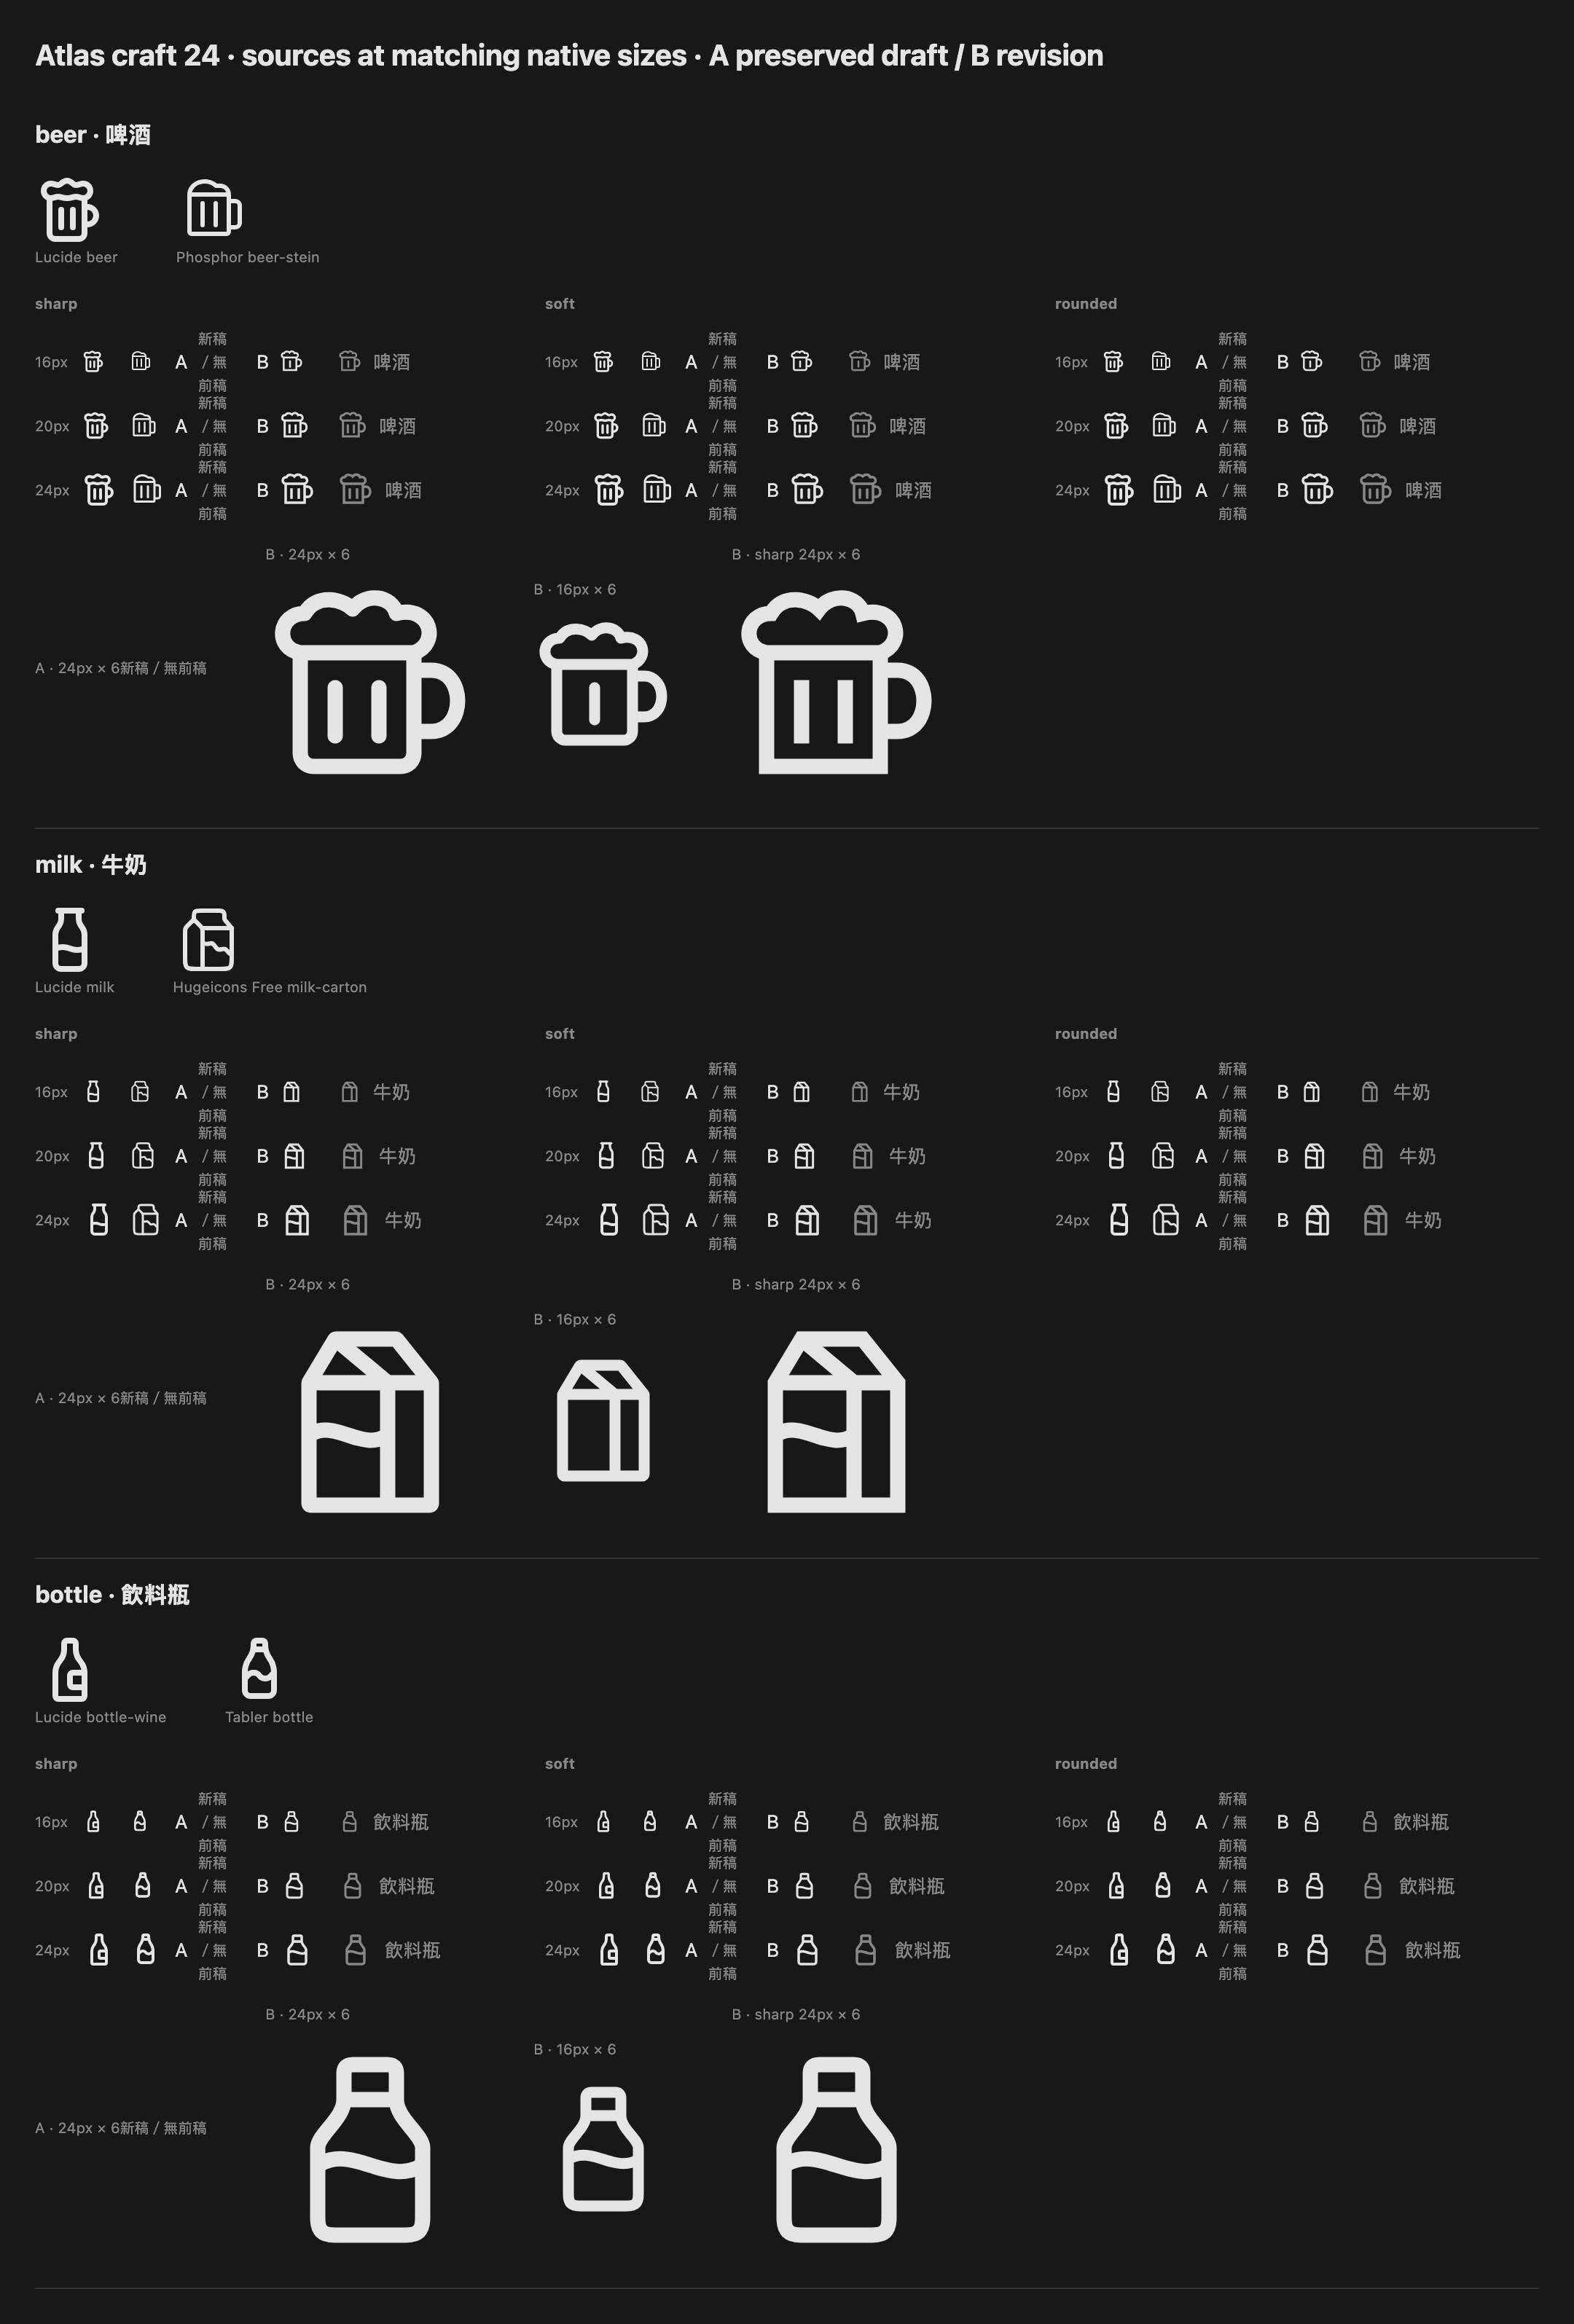 Atlas craft 24 · sources at matching native sizes · A preserved draft / B revision
beer · 啤酒
Lucide beer
Phosphor beer-stein
sharp
soft
rounded
16px A 新稿 / 無前稿 B 啤酒
16px A 新稿 / 無前稿 B 啤酒
16px A 新稿 / 無前稿 B 啤酒
20px A 新稿 / 無前稿 B 啤酒
20px A 新稿 / 無前稿 B 啤酒
20px A 新稿 / 無前稿 B 啤酒
24px A 新稿 / 無前稿 B 啤酒
24px A 新稿 / 無前稿 B 啤酒
24px A 新稿 / 無前稿 B 啤酒
B · 24px × 6
B · 16px × 6
B · sharp 24px × 6
A · 24px × 6新稿 / 無前稿
milk · 牛奶
Lucide milk
Hugeicons Free milk-carton
sharp
soft
rounded
16px A 新稿 / 無前稿 B 牛奶
16px A 新稿 / 無前稿 B 牛奶
16px A 新稿 / 無前稿 B 牛奶
20px A 新稿 / 無前稿 B 牛奶
20px A 新稿 / 無前稿 B 牛奶
20px A 新稿 / 無前稿 B 牛奶
24px A 新稿 / 無前稿 B 牛奶
24px A 新稿 / 無前稿 B 牛奶
24px A 新稿 / 無前稿 B 牛奶
B · 24px × 6
B · 16px × 6
B · sharp 24px × 6
A · 24px × 6新稿 / 無前稿
bottle · 飲料瓶
Lucide bottle-wine
Tabler bottle
sharp
soft
rounded
16px A 新稿 / 無前稿 B 飲料瓶
16px A 新稿 / 無前稿 B 飲料瓶
16px A 新稿 / 無前稿 B 飲料瓶
20px A 新稿 / 無前稿 B 飲料瓶
20px A 新稿 / 無前稿 B 飲料瓶
20px A 新稿 / 無前稿 B 飲料瓶
24px A 新稿 / 無前稿 B 飲料瓶
24px A 新稿 / 無前稿 B 飲料瓶
24px A 新稿 / 無前稿 B 飲料瓶
B · 24px × 6
B · 16px × 6
B · sharp 24px × 6
A · 24px × 6新稿 / 無前稿